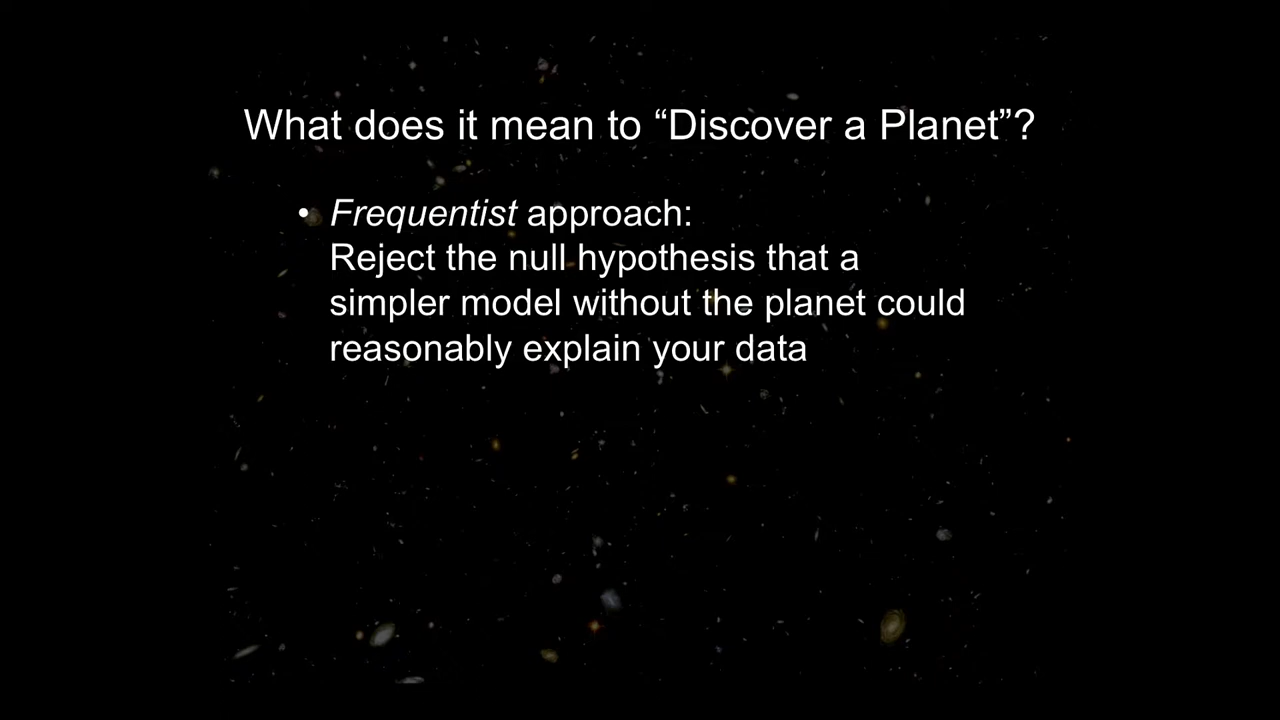 What does it mean to “Discover a Planet”?
• Frequentist approach:
Reject the null hypothesis that a
simpler model without the planet could
reasonably explain your data